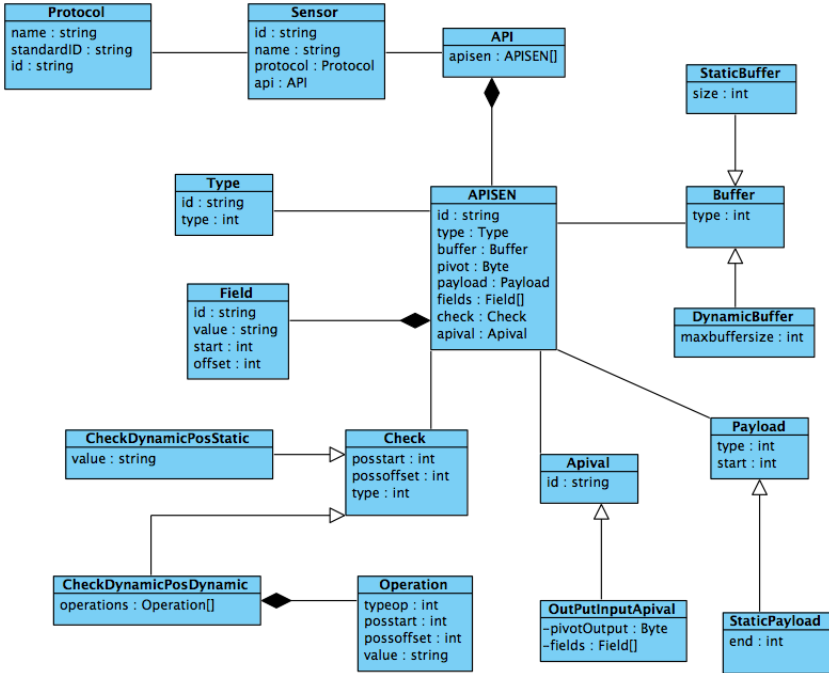 Protocol
name : string
standardID : string
id : string
Sensor
id : string
name : string
protocol : Protocol
api : API
API
apisen : APISEN[]
StaticBuffer
size : int
Type
id : string
type : int
APISEN
id : string
type : Type
buffer : Buffer
pivot : Byte
payload : Payload
fields : Field[]
check : Check
apival : Apival
Buffer
type : int
Field
id : string
value : string
start : int
offset : int
DynamicBuffer
maxbuffersize : int
CheckDynamicPosStatic
value : string
Check
posstart : int
possoffset : int
type : int
Apival
id : string
Payload
type : int
start : int
CheckDynamicPosDynamic
operations : Operation[]
Operation
typeop : int
posstart : int
possoffset : int
value : string
OutPutInputApival
-pivotOutput : Byte
-fields : Field[]
StaticPayload
end : int